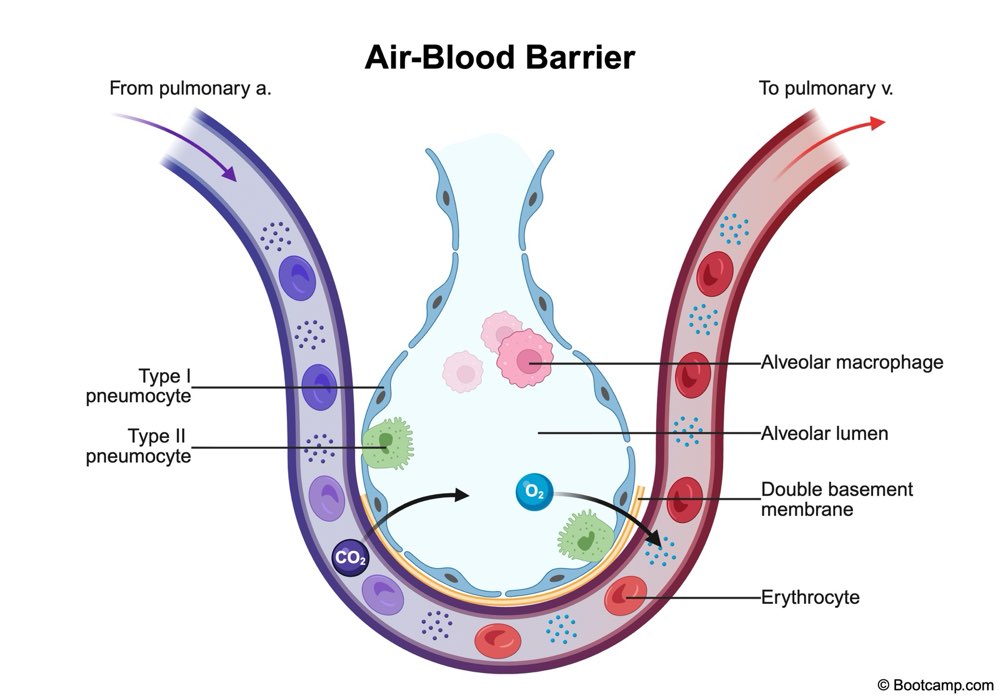 Air-Blood Barrier
From pulmonary a.
To pulmonary v.
Type I
pneumocyte
Type II
pneumocyte
Alveolar macrophage
Alveolar lumen
O₂
Double basement
membrane
CO₂
Erythrocyte
© Bootcamp.com